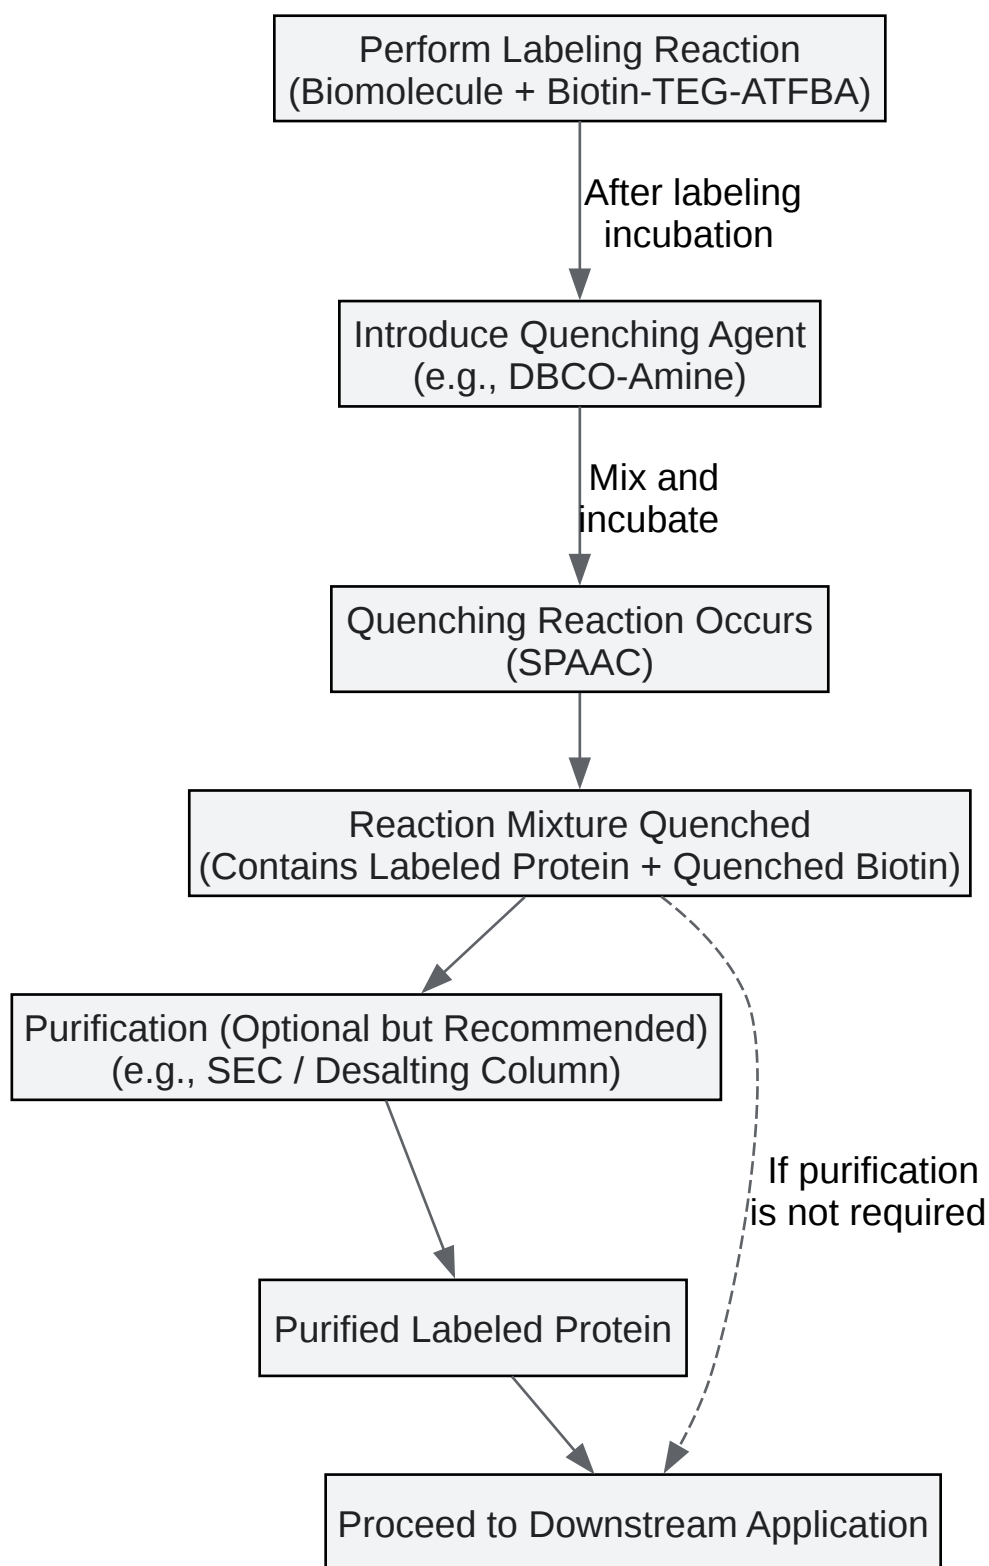 Perform Labeling Reaction
(Biomolecule + Biotin-TEG-ATFBA)
After labeling
incubation
Introduce Quenching Agent
(e.g., DBCO-Amine)
Mix and
incubate
Quenching Reaction Occurs
(SPAAC)
Reaction Mixture Quenched
(Contains Labeled Protein + Quenched Biotin)
Purification (Optional but Recommended)
(e.g., SEC / Desalting Column)
If purification
is not required
Purified Labeled Protein
Proceed to Downstream Application